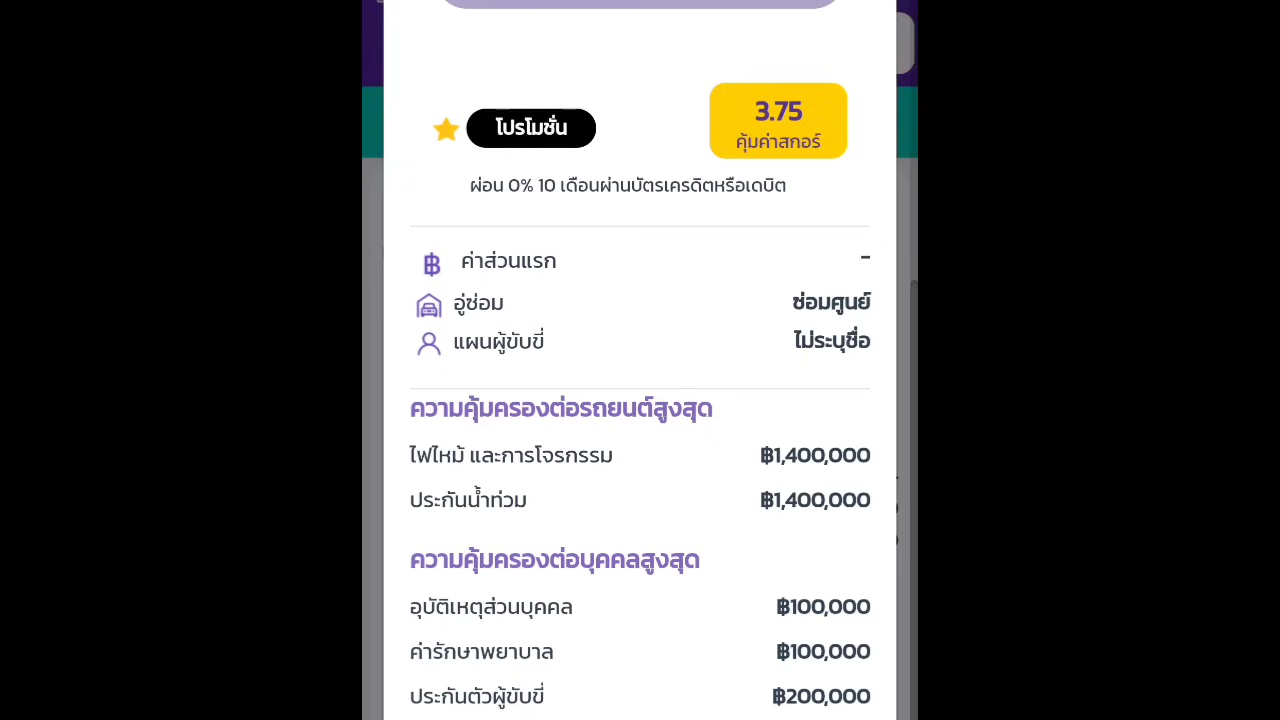 3.75
โปรโมชั่น
คุ้มค่าสกอร์
ผ่อน 0% 10 เดือนผ่านบัตรเครดิตหรือเดบิต
ค่าส่วนแรก -
อู่ซ่อม ซ่อมศูนย์
แผนผู้ขับขี่ ไม่ระบุชื่อ
ความคุ้มครองต่อรถยนต์สูงสุด
ไฟไหม้ และการโจรกรรม ฿1,400,000
ประกันน้ำท่วม ฿1,400,000
ความคุ้มครองต่อบุคคลสูงสุด
อุบัติเหตุส่วนบุคคล ฿100,000
ค่ารักษาพยาบาล ฿100,000
ประกันตัวผู้ขับขี่ ฿200,000